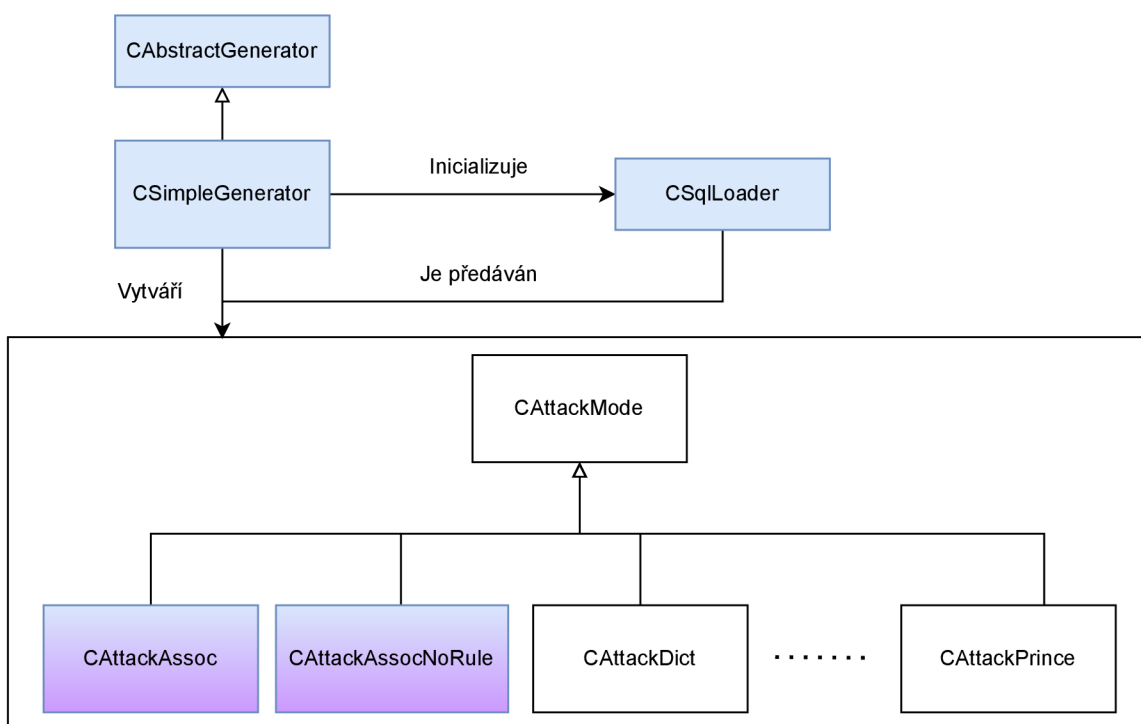 CAbstractGenerator
CSimpleGenerator
Inicializuje
CSqlLoader
Vytváří
Je předáván
CAttackMode
CAttackAssoc
CAttackAssocNoRule
CAttackDict
.......
CAttackPrince